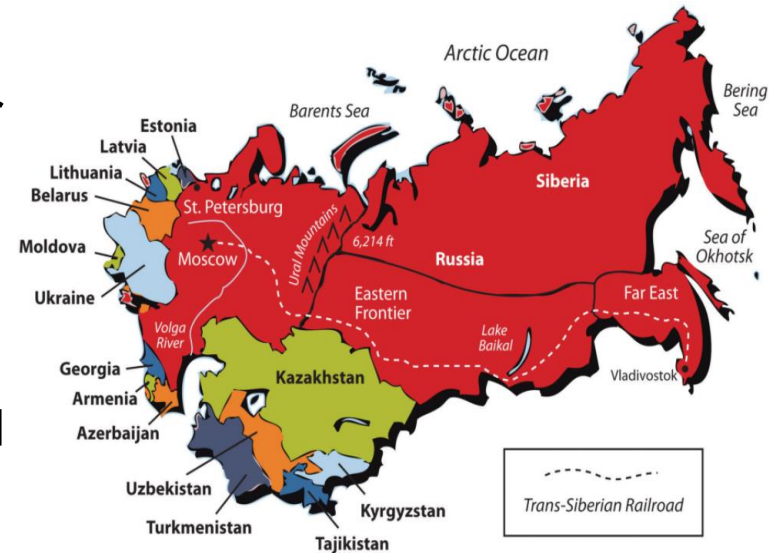 Arctic Ocean
Bering
Sea
Barents Sea
Estonia
Latvia
Lithuania
Belarus
St. Petersburg
Siberia
Moldova
Moscow
Ural Mountains
6,214 ft
Russia
Sea of
Okhotsk
Ukraine
Eastern
Frontier
Far East
Volga
River
Lake
Baikal
Georgia
Kazakhstan
Vladivostok
Armenia
Azerbaijan
Uzbekistan
Kyrgyzstan
Turkmenistan
Tajikistan
Trans-Siberian Railroad